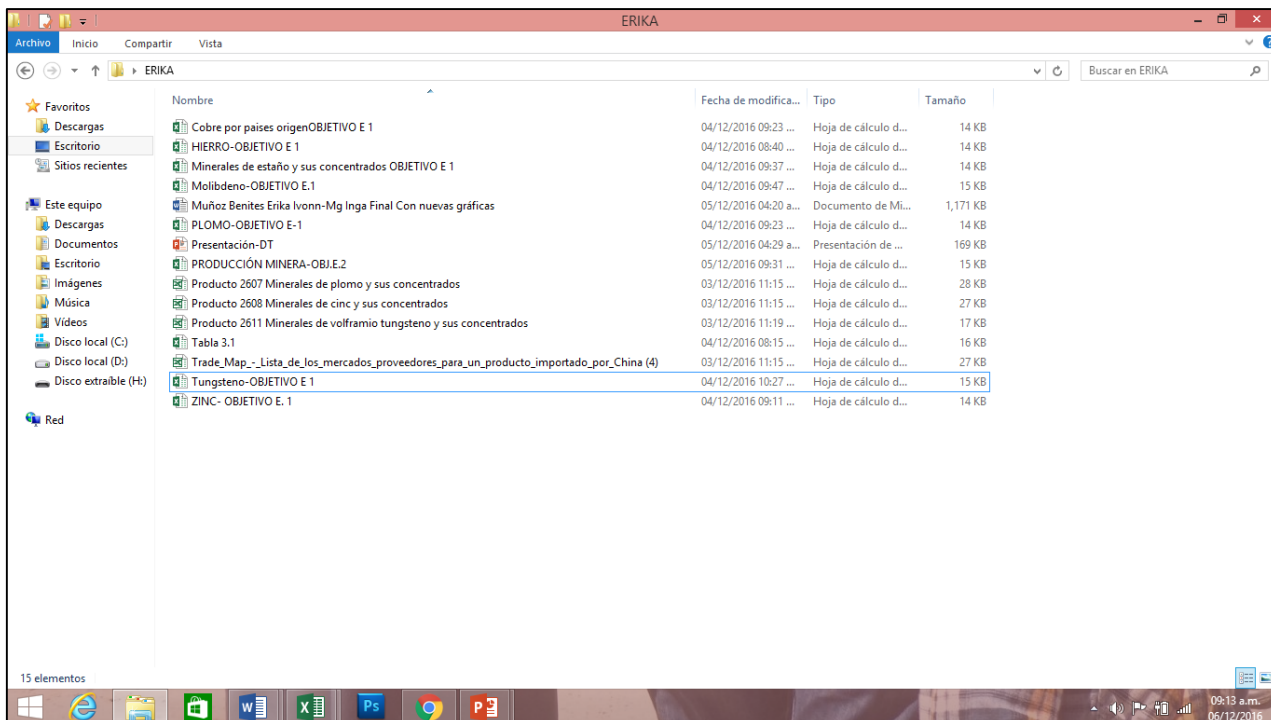 ERIKA
Archivo Inicio Compartir Vista
ERIKA Buscar en ERIKA
Nombre Fecha de modifica... Tipo Tamaño
Favoritos
Descargas
Escritorio
Sitios recientes
Este equipo
Descargas
Documentos
Escritorio
Imágenes
Música
Vídeos
Disco local (C:)
Disco local (D:)
Disco extraíble (H:)
Red
Cobre por paises origenOBJETIVO E 1 04/12/2016 09:23 ... Hoja de cálculo d... 14 KB
HIERRO-OBJETIVO E 1 04/12/2016 08:40 ... Hoja de cálculo d... 14 KB
Minerales de estaño y sus concentrados OBJETIVO E 1 04/12/2016 09:37 ... Hoja de cálculo d... 14 KB
Molibdeno-OBJETIVO E.1 04/12/2016 09:47 ... Hoja de cálculo d... 15 KB
Muñoz Benites Erika Ivonn-Mg Inga Final Con nuevas gráficas 05/12/2016 04:20 a... Documento de Mi... 1,171 KB
PLOMO-OBJETIVO E-1 04/12/2016 09:23 ... Hoja de cálculo d... 14 KB
Presentación-DT 05/12/2016 04:29 a... Presentación de ... 169 KB
PRODUCCIÓN MINERA-OBJ.E.2 05/12/2016 09:31 ... Hoja de cálculo d... 15 KB
Producto 2607 Minerales de plomo y sus concentrados 03/12/2016 11:15 ... Hoja de cálculo d... 28 KB
Producto 2608 Minerales de cinc y sus concentrados 03/12/2016 11:15 ... Hoja de cálculo d... 27 KB
Producto 2611 Minerales de volframio tungsteno y sus concentrados 03/12/2016 11:19 ... Hoja de cálculo d... 17 KB
Tabla 3.1 04/12/2016 08:15 ... Hoja de cálculo d... 16 KB
Trade_Map_-_Lista_de_los_mercados_proveedores_para_un_producto_importado_por_China (4) 03/12/2016 11:15 ... Hoja de cálculo d... 27 KB
Tungsteno-OBJETIVO E 1 04/12/2016 10:27 ... Hoja de cálculo d... 15 KB
ZINC- OBJETIVO E. 1 04/12/2016 09:11 ... Hoja de cálculo d... 14 KB
15 elementos
Ps
09:13 a.m.
06/12/2016